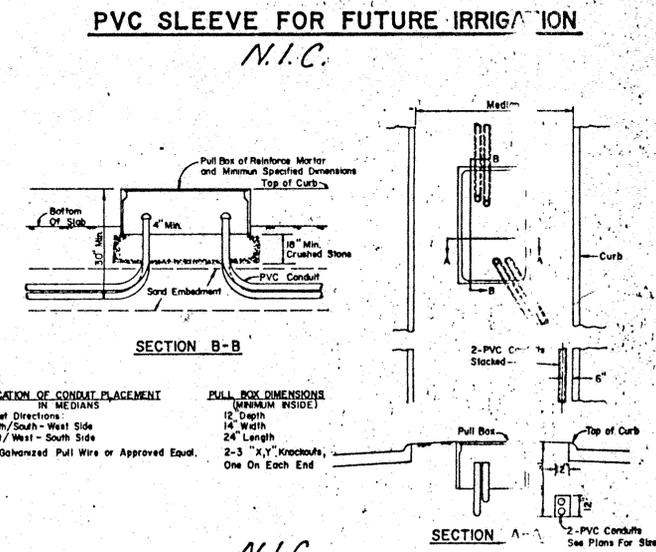 PVC SLEEVE FOR FUTURE IRRIGATION
N.I.C.
Pull Box of Reinforce Mortar
and Minimun Specified Dimensions
Top of Curb
Bottom
Of Slab
4" Min.
30" Min.
18" Min.
Crushed Stone
PVC Conduit
Sand Embedment
SECTION B-B
Median
B
A
A
B
Curb
2-PVC
Stacked
6"
CATION OF CONDUIT PLACEMENT
IN MEDIANS
et Directions:
th/South - West Side
t/West - South Side
Galvanized Pull Wire or Approved Equal.
PULL BOX DIMENSIONS
(MINIMUM INSIDE)
12" Depth
14" Width
24" Length
2-3 "X,Y" Knockouts,
One On Each End
Pull Box
Top of Curb
2"
12"
2-PVC Conduits
See Plans For Size
SECTION A-A
N.I.C.